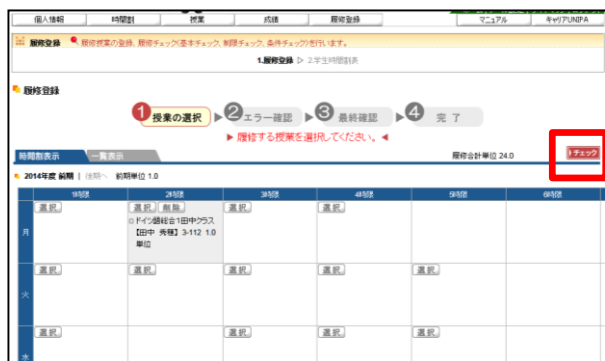 個人情報 時間割 授業 成績 履修登録 マニュアル キャリアUNIPA
履修登録 履修授業の登録、履修チェック(基本チェック、制限チェック、条件チェック)を行います。
1.履修登録 ▷ 2.学生時間割表
履修登録
1 授業の選択 ▶ 2 エラー確認 ▶ 3 最終確認 ▶ 4 完了
▶ 履修する授業を選択してください。 ◀
時間割表示 一覧表示 履修合計単位 24.0 チェック
2014年度 前期 | 後期へ 前期単位 1.0
1時限 2時限 3時限 4時限 5時限 6時限
月 選択 選択 削除 選択 選択
○ドイツ語総合1田中クラス
【田中 秀穂】3-112 1.0
単位
火 選択 選択 選択 選択 選択
水 選択 選択 選択 選択